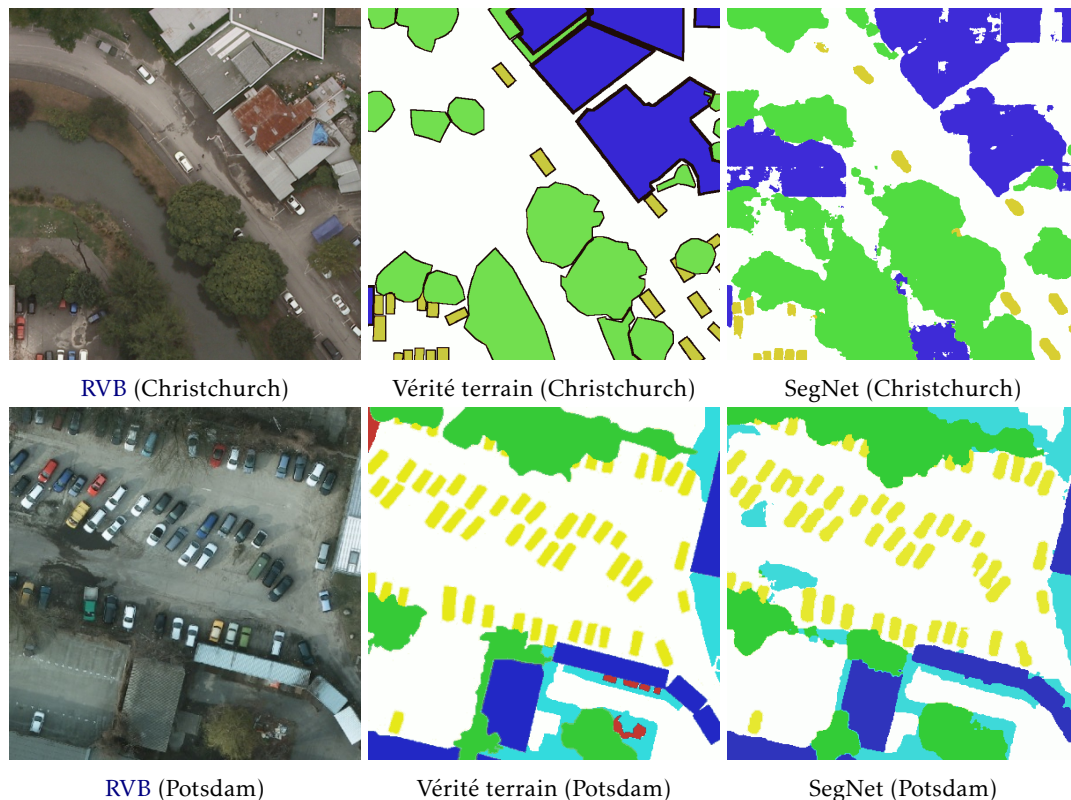 RVB (Christchurch)
Vérité terrain (Christchurch)
SegNet (Christchurch)
RVB (Potsdam)
Vérité terrain (Potsdam)
SegNet (Potsdam)